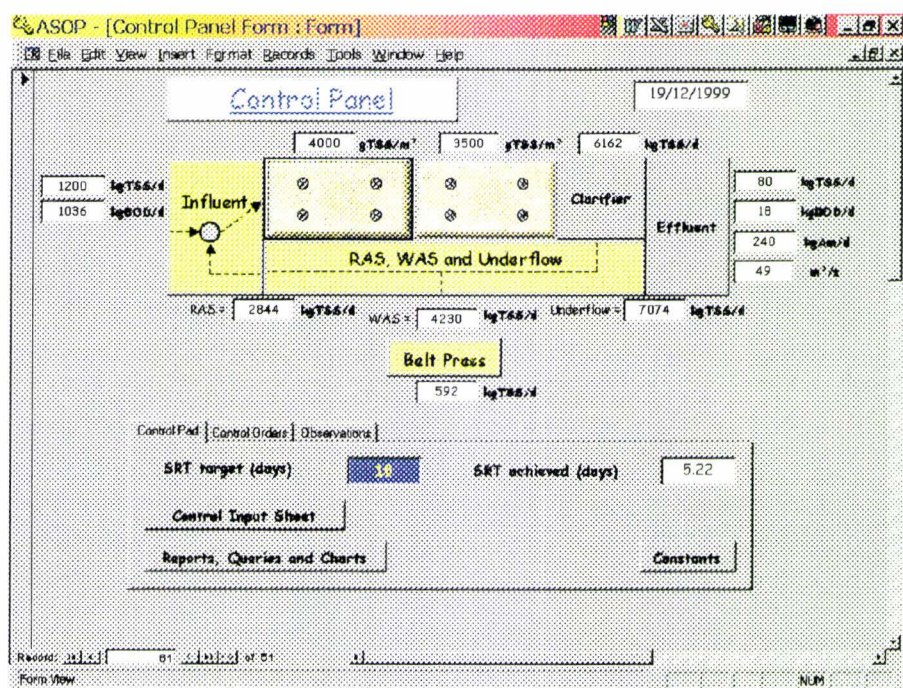 ASOP - [Control Panel Form : Form]
File Edit View Insert Format Records Tools Window Help
Control Panel
19/12/1999
4000 gTSS/m³ 3500 gTSS/m³ 6162 kgTSS/d
1200 kgTSS/d
1036 kgBOD/d
Influent
Clarifier
Effluent
80 kgTSS/d
18 kgBOD/d
240 kgAm/d
49 m³/s
RAS, WAS and Underflow
RAS = 2844 kgTSS/d WAS = 4230 kgTSS/d Underflow = 7074 kgTSS/d
Belt Press
592 kgTSS/d
Control Pad Control Orders Observations
SRT target (days) 10 SRT achieved (days) 5.22
Control Input Sheet
Reports, Queries and Charts Constants
Record: 61 of 61
Form View NUM